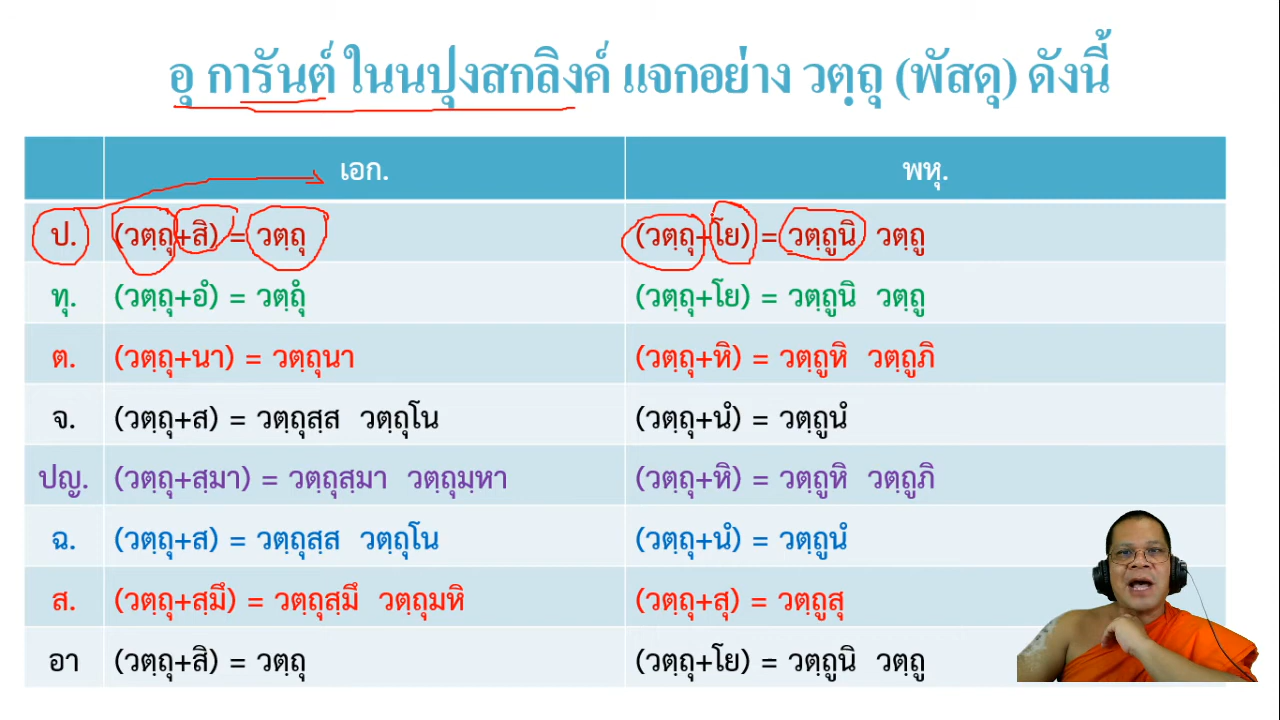 อุ การันต์ ในนปุงสกลิงค์ แจกอย่าง วตฺถุ (พัสดุ) ดังนี้
เอก. พหุ.
ป. (วตฺถุ+สิ) = วตฺถุ (วตฺถุ+โย) = วตฺถูนิ วตฺถู
ทุ. (วตฺถุ+อํ) = วตฺถุํ (วตฺถุ+โย) = วตฺถูนิ วตฺถู
ต. (วตฺถุ+นา) = วตฺถุนา (วตฺถุ+หิ) = วตฺถูหิ วตฺถูภิ
จ. (วตฺถุ+ส) = วตฺถุสฺส วตฺถุโน (วตฺถุ+นํ) = วตฺถูนํ
ปญ. (วตฺถุ+สฺมา) = วตฺถุสฺมา วตฺถุมฺหา (วตฺถุ+หิ) = วตฺถูหิ วตฺถูภิ
ฉ. (วตฺถุ+ส) = วตฺถุสฺส วตฺถุโน (วตฺถุ+นํ) = วตฺถูนํ
ส. (วตฺถุ+สฺมึ) = วตฺถุสฺมึ วตฺถุมหิ (วตฺถุ+สุ) = วตฺถูสุ
อา (วตฺถุ+สิ) = วตฺถุ (วตฺถุ+โย) = วตฺถูนิ วตฺถู